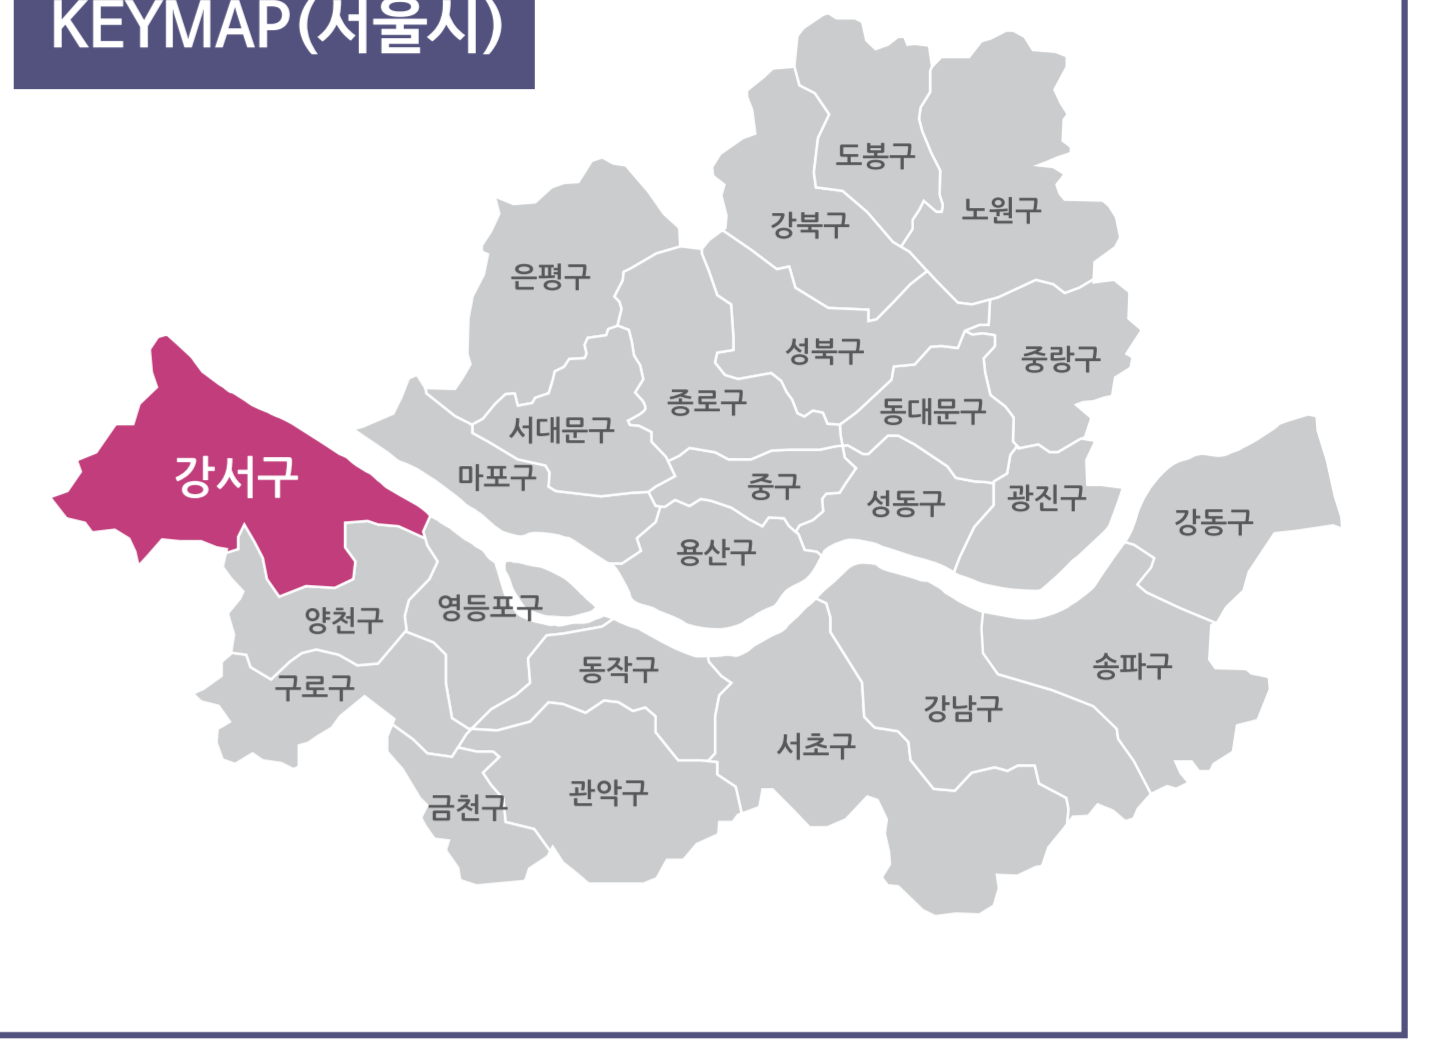 KEYMAP(서울시)
도봉구
노원구
강북구
은평구
성북구
중랑구
종로구
동대문구
서대문구
강서구
마포구
중구
성동구
광진구
강동구
용산구
영등포구
양천구
동작구
송파구
구로구
강남구
서초구
관악구
금천구